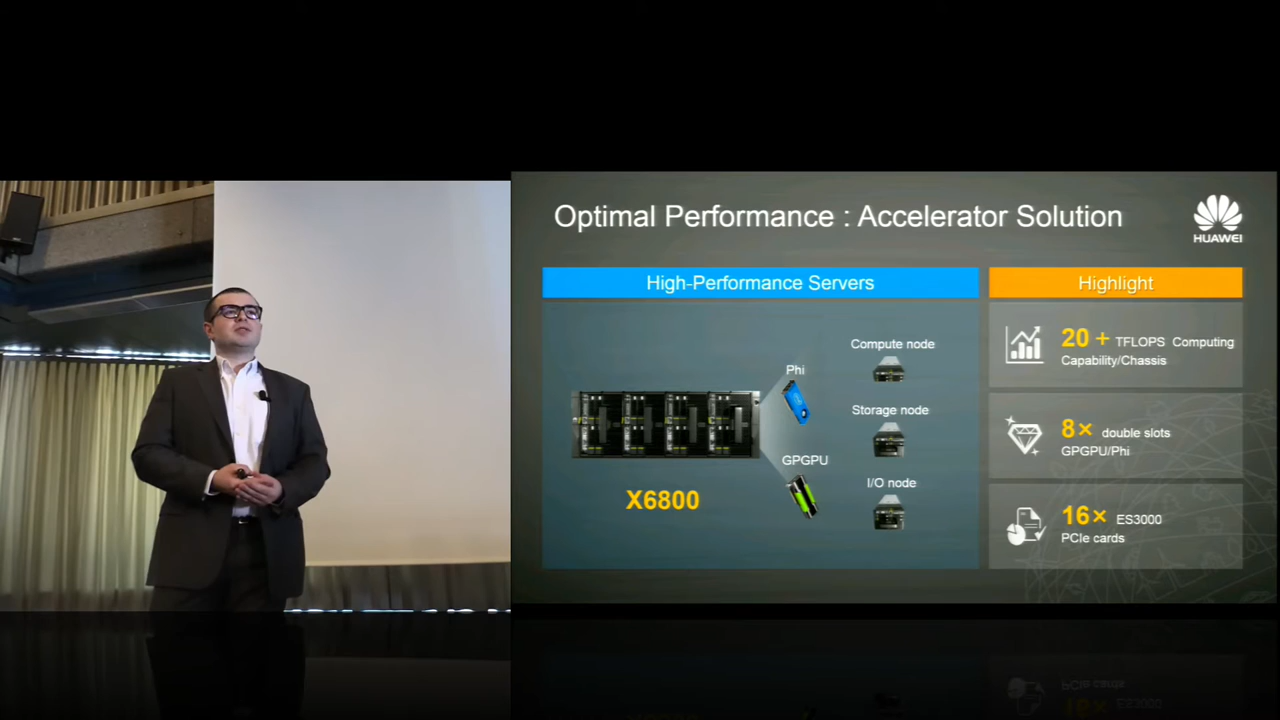 Optimal Performance : Accelerator Solution
HUAWEI
High-Performance Servers
Highlight
Phi
GPGPU
X6800
Compute node
Storage node
I/O node
20 + TFLOPS Computing
Capability/Chassis
8× double slots
GPGPU/Phi
16× ES3000
PCIe cards